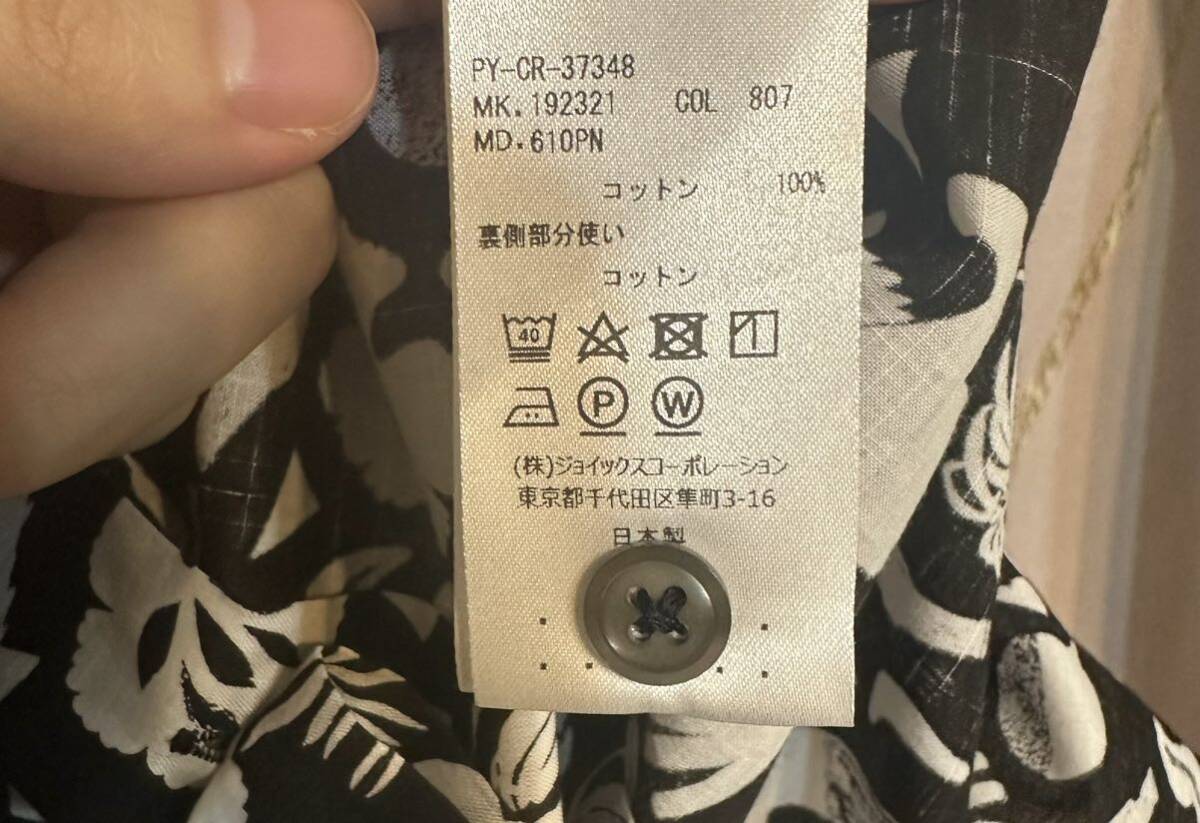 PY-CR-37348
MK.192321 COL 807
MD.610PN
コットン 100%
裏側部分使い
コットン
40
P W
(株)ジョイックスコーポレーション
東京都千代田区隼町3-16
日本製